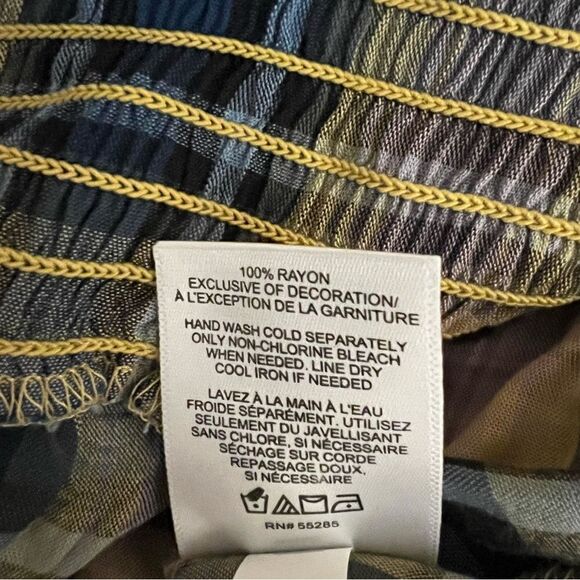 100% RAYON
EXCLUSIVE OF DECORATION/
À L'EXCEPTION DE LA GARNITURE
HAND WASH COLD SEPARATELY
ONLY NON-CHLORINE BLEACH
WHEN NEEDED. LINE DRY
COOL IRON IF NEEDED
LAVEZ À LA MAIN À L'EAU
FROIDE SÉPARÉMENT. UTILISEZ
SEULEMENT DU JAVELLISANT
SANS CHLORE, SI NÉCESSAIRE
SÉCHAGE SUR CORDE
REPASSAGE DOUX,
SI NÉCESSAIRE
RN# 55285